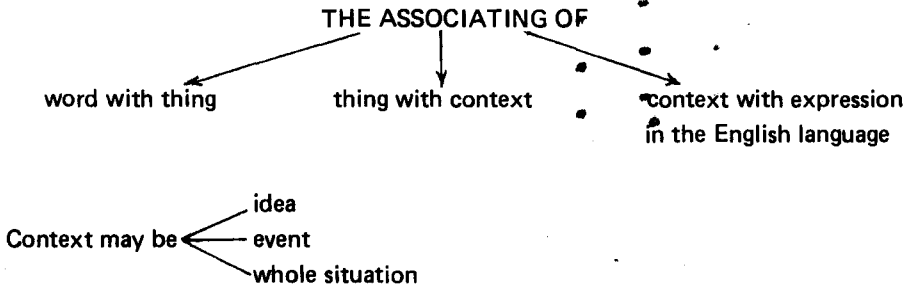 THE ASSOCIATING OF
word with thing
thing with context
context with expression
in the English language
idea
Context may be
event
whole situation